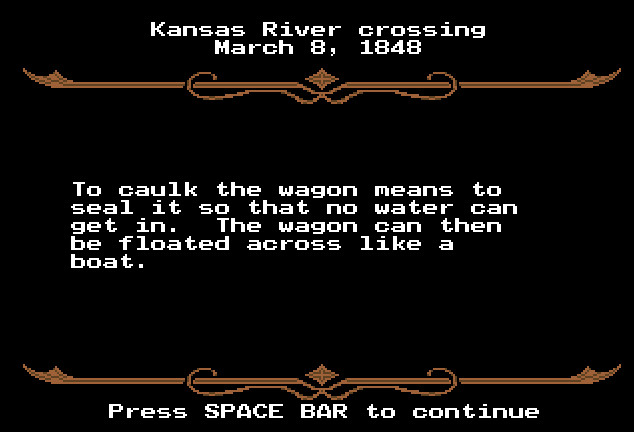 Kansas River crossing
March 8, 1848
To caulk the wagon means to
seal it so that no water can
get in.  The wagon can then
be floated across like a
boat.
Press SPACE BAR to continue